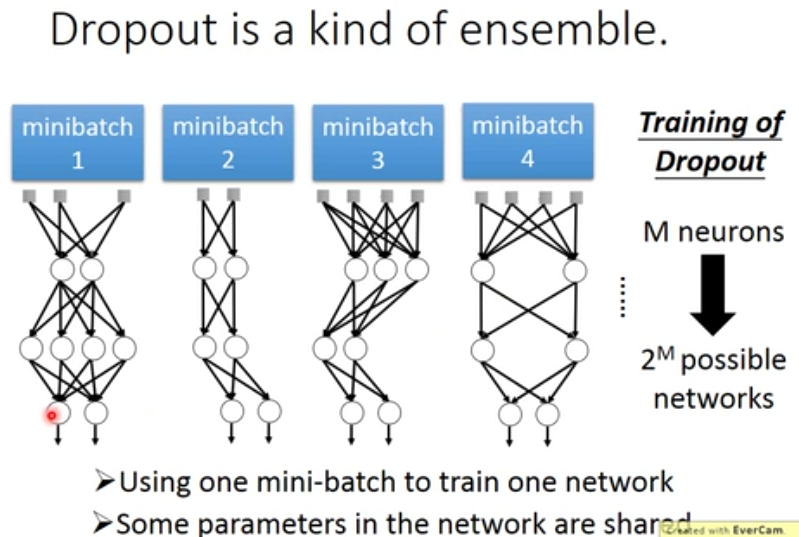 Dropout is a kind of ensemble.
minibatch
1
minibatch
2
minibatch
3
minibatch
4
Training of
Dropout
M neurons
2^M possible
networks
......
➢Using one mini-batch to train one network
➢Some parameters in the network are shared
Created with EverCam.